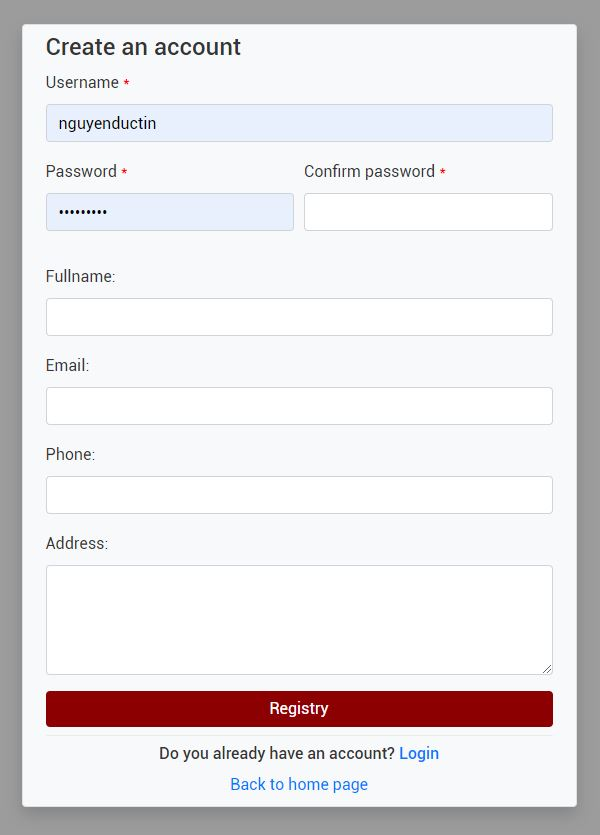 Create an account
Username *
nguyenductin
Password * Confirm password *
•••••••••
Fullname:
Email:
Phone:
Address:
Registry
Do you already have an account? Login
Back to home page